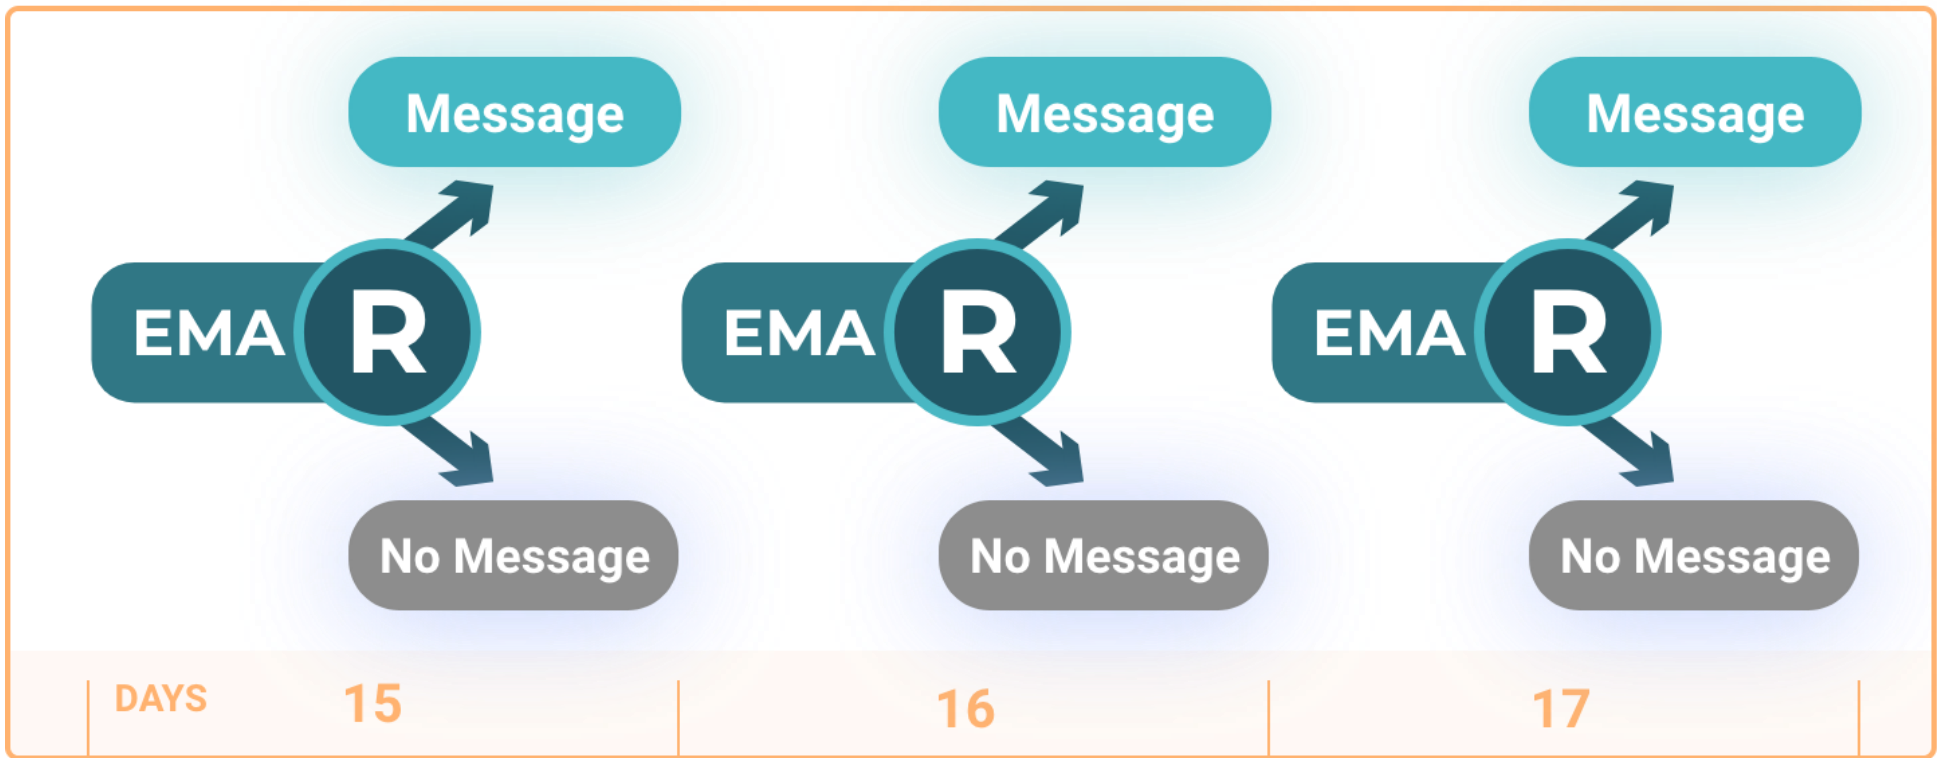 Message Message Message
EMA R EMA R EMA R
No Message No Message No Message
DAYS 15 16 17